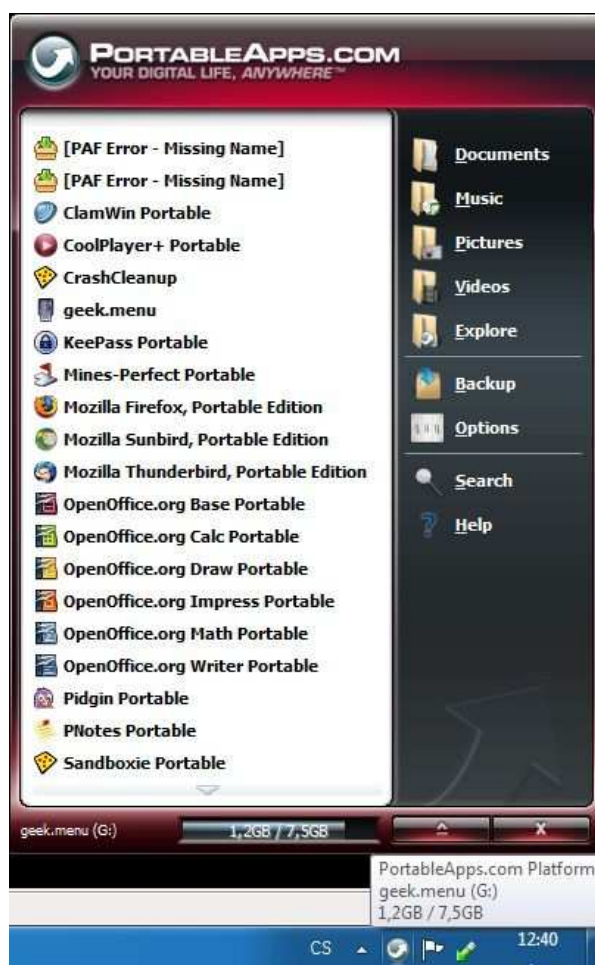 PORTABLEAPPS.COM
YOUR DIGITAL LIFE, ANYWHERE™
[PAF Error - Missing Name]
[PAF Error - Missing Name]
ClamWin Portable
CoolPlayer+ Portable
CrashCleanup
geek.menu
KeePass Portable
Mines-Perfect Portable
Mozilla Firefox, Portable Edition
Mozilla Sunbird, Portable Edition
Mozilla Thunderbird, Portable Edition
OpenOffice.org Base Portable
OpenOffice.org Calc Portable
OpenOffice.org Draw Portable
OpenOffice.org Impress Portable
OpenOffice.org Math Portable
OpenOffice.org Writer Portable
Pidgin Portable
PNotes Portable
Sandboxie Portable
Documents
Music
Pictures
Videos
Explore
Backup
Options
Search
Help
geek.menu (G:)
1,2GB / 7,5GB
X
PortableApps.com Platform
geek.menu (G:)
1,2GB / 7,5GB
CS
12:40